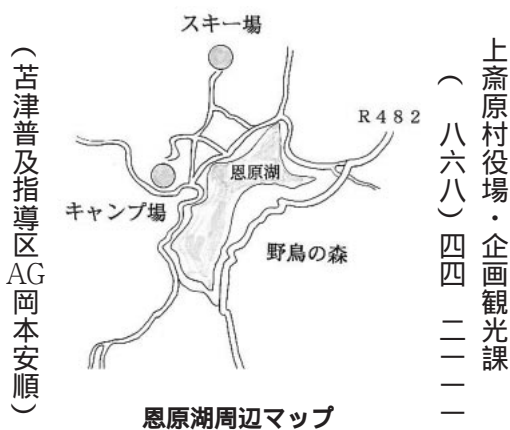 上斎原村役場・企画観光課
( 八六八)四四 二一一一
スキー場
R482
恩原湖
キャンプ場
野鳥の森
恩原湖周辺マップ
(苫津普及指導区AG岡本安順)